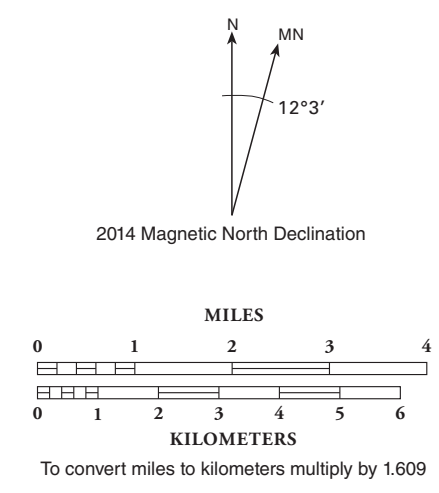 N
MN
12°3′
2014 Magnetic North Declination
MILES
0 1 2 3 4
0 1 2 3 4 5 6
KILOMETERS
To convert miles to kilometers multiply by 1.609